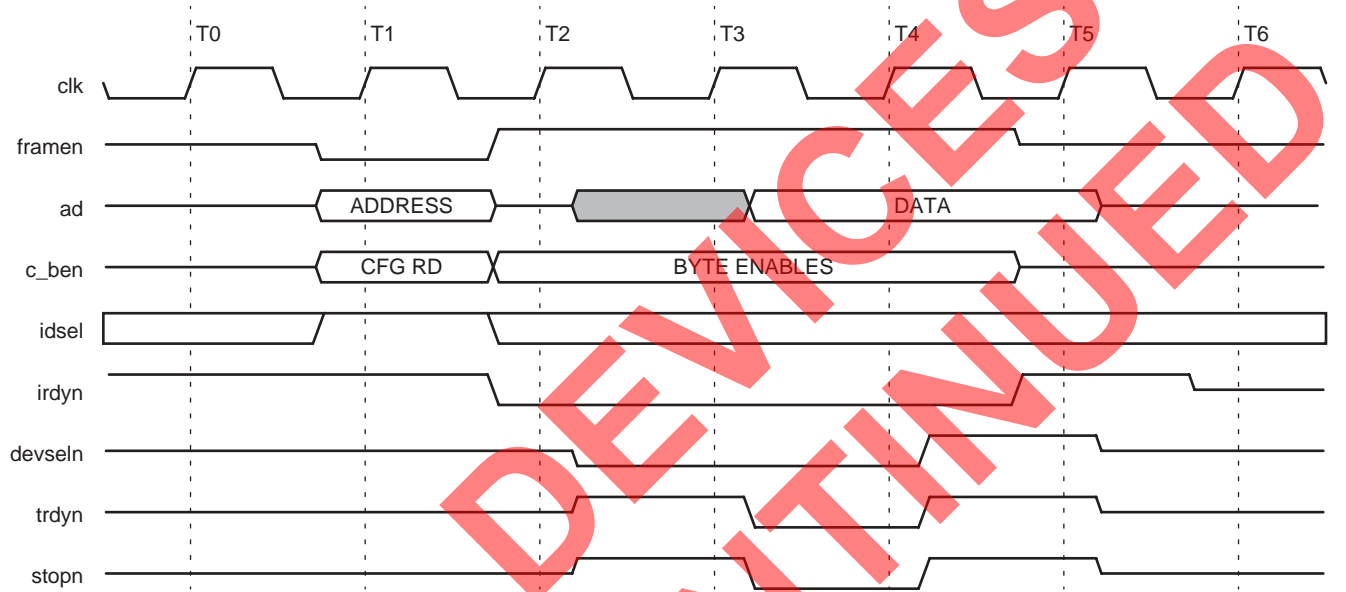 T0 T1 T2 T3 T4 T5 T6
clk
framen
ad ADDRESS DATA
c_ben CFG RD BYTE ENABLES
idsel
irdyn
devseln
trdyn
stopn
DEVICES
NTINUED